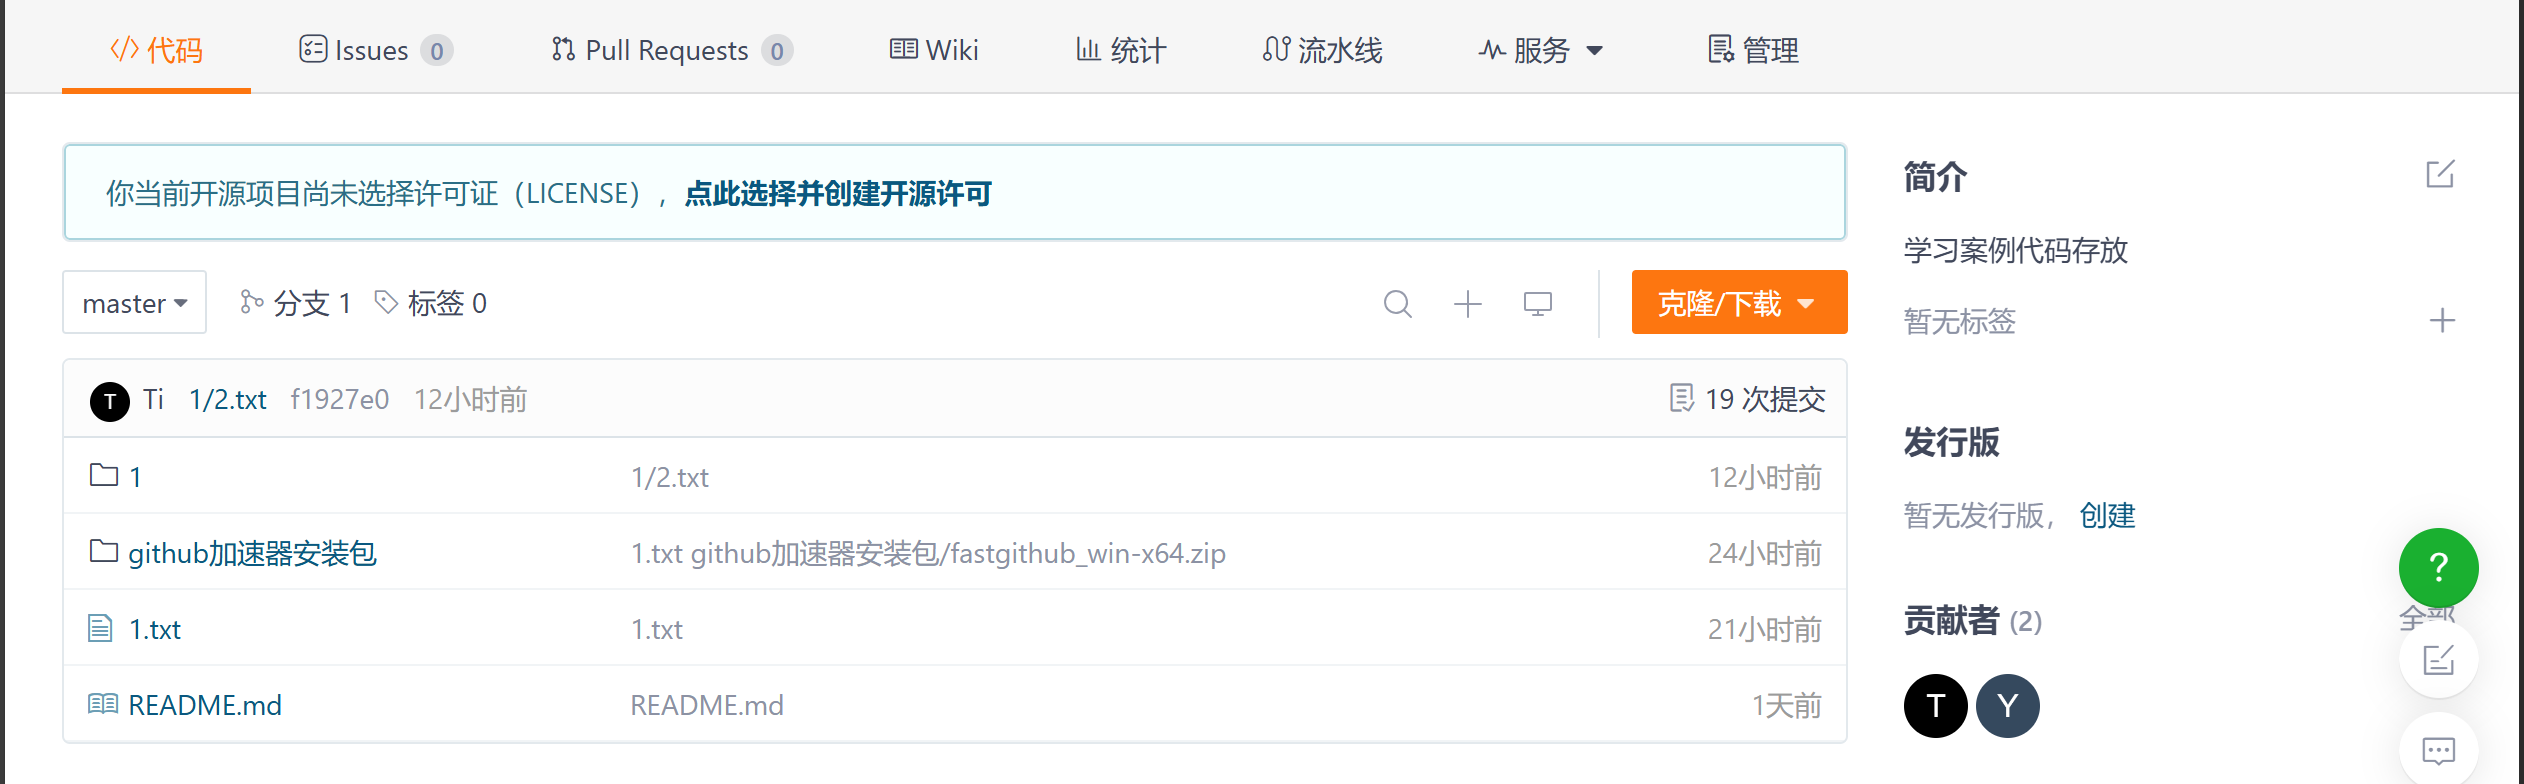 代码 Issues 0 Pull Requests 0 Wiki 统计 流水线 服务 管理
你当前开源项目尚未选择许可证（LICENSE），点此选择并创建开源许可
master 分支 1 标签 0 克隆/下载
T Ti 1/2.txt f1927e0 12小时前 19 次提交
1 1/2.txt 12小时前
github加速器安装包 1.txt github加速器安装包/fastgithub_win-x64.zip 24小时前
1.txt 1.txt 21小时前
README.md README.md 1天前
简介
学习案例代码存放
暂无标签
发行版
暂无发行版，创建
?
贡献者 (2) 全部
T Y